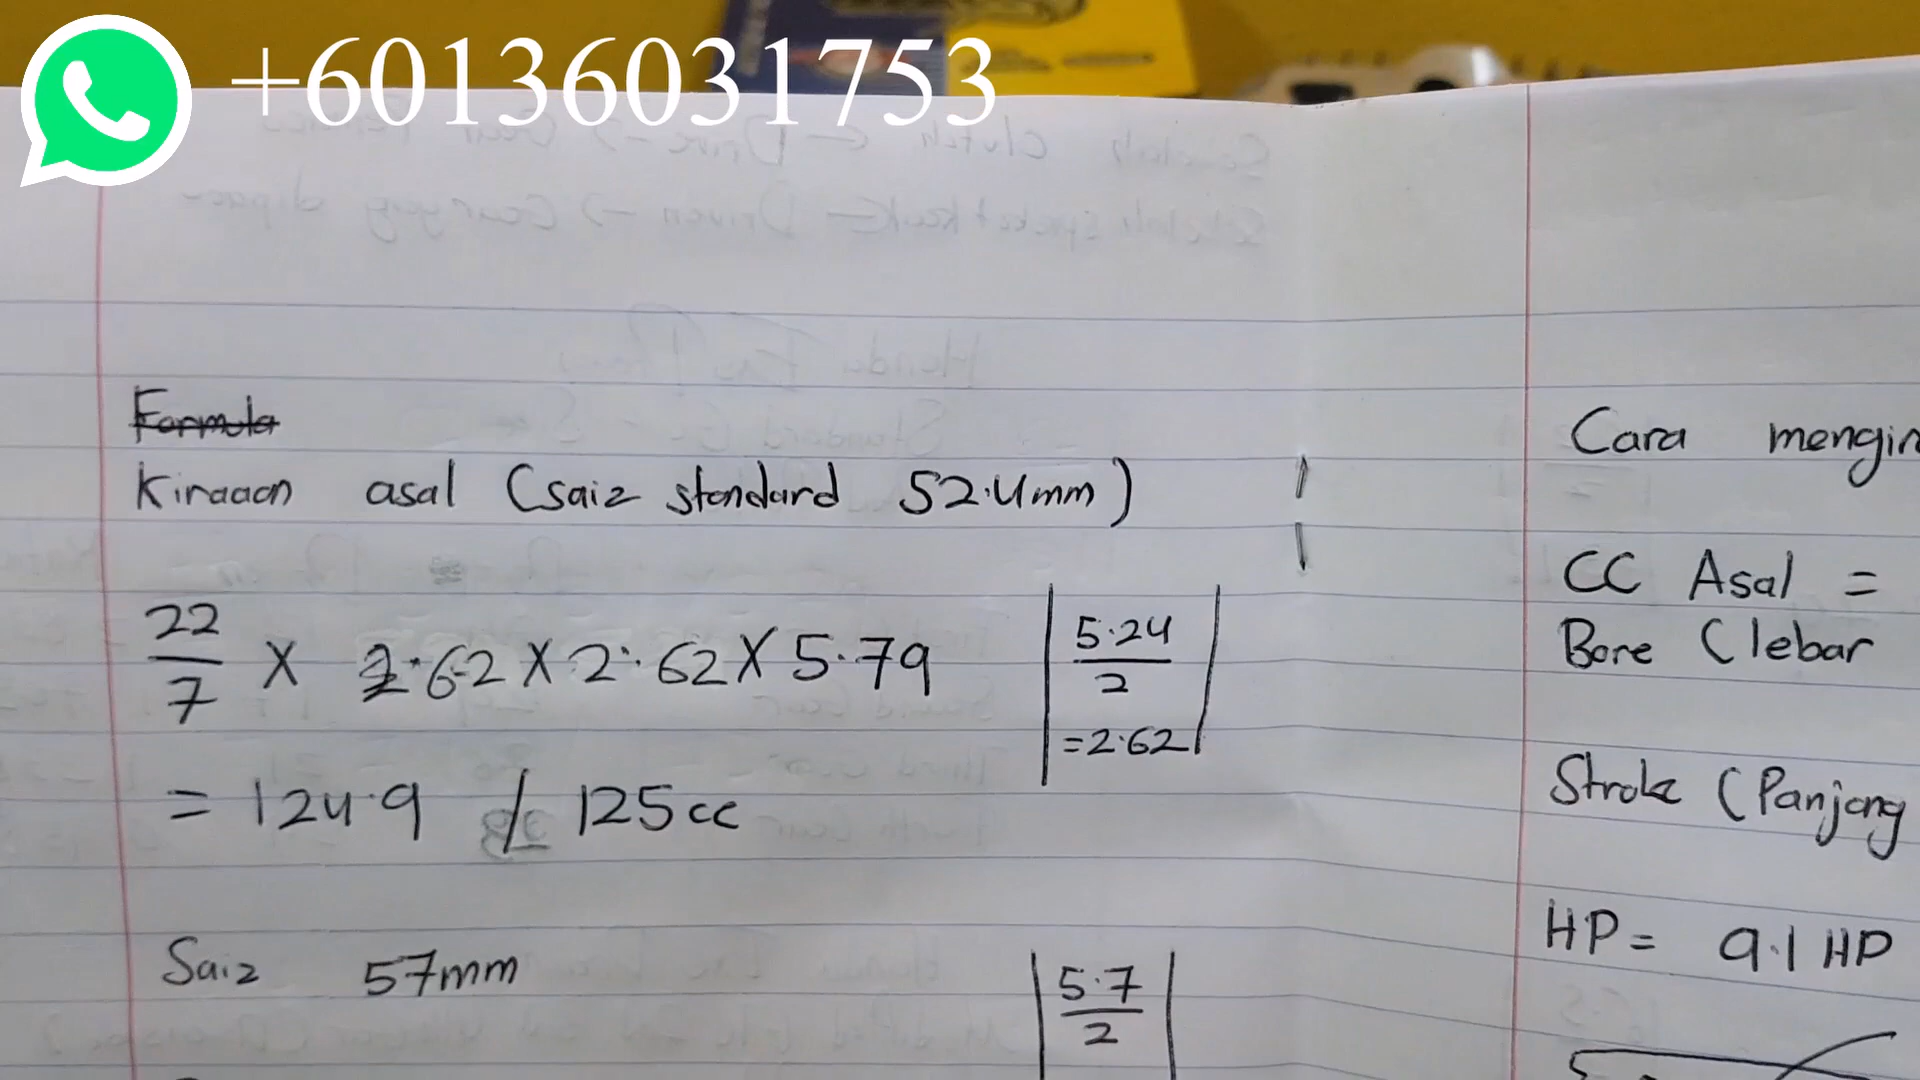 +60136031753
Formula
Kiraaan asal (saiz standard 52.4mm)
22/7 X 2.62 X 2.62 X 5.79
= 124.9 / 125cc
5.24/2
=2.62
Saiz 57mm
5.7/2
Cara mengin
CC Asal =
Bore (lebar
Stroke (Panjang
HP = 9.1 HP